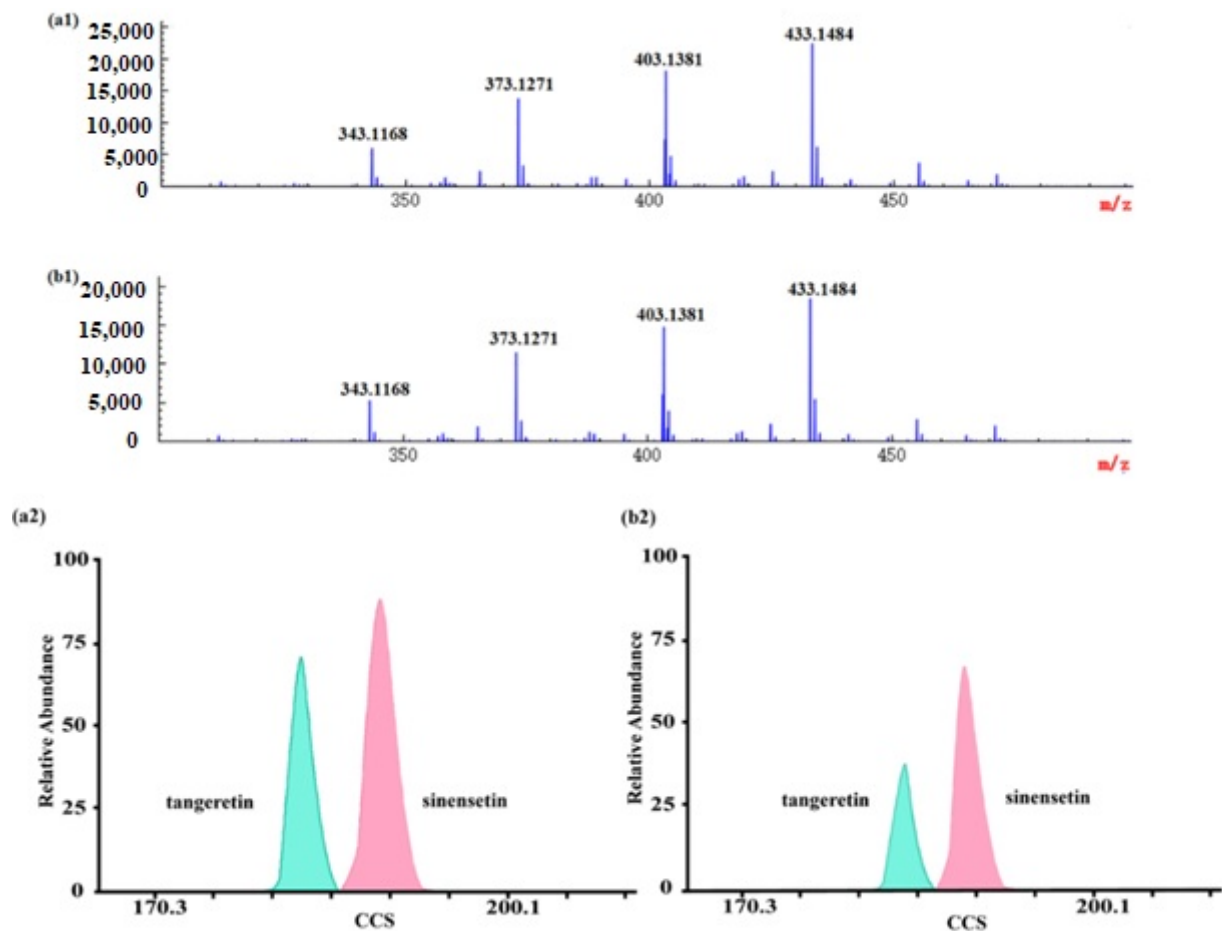 (a1)
25,000
20,000
15,000
10,000
5,000
0
343.1168
373.1271
403.1381
433.1484
350
400
450
m/z
(b1)
20,000
15,000
10,000
5,000
0
343.1168
373.1271
403.1381
433.1484
350
400
450
m/z
(a2)
100
75
50
25
0
Relative Abundance
tangeretin
sinensetin
170.3
200.1
CCS
(b2)
100
75
50
25
0
Relative Abundance
tangeretin
sinensetin
170.3
200.1
CCS